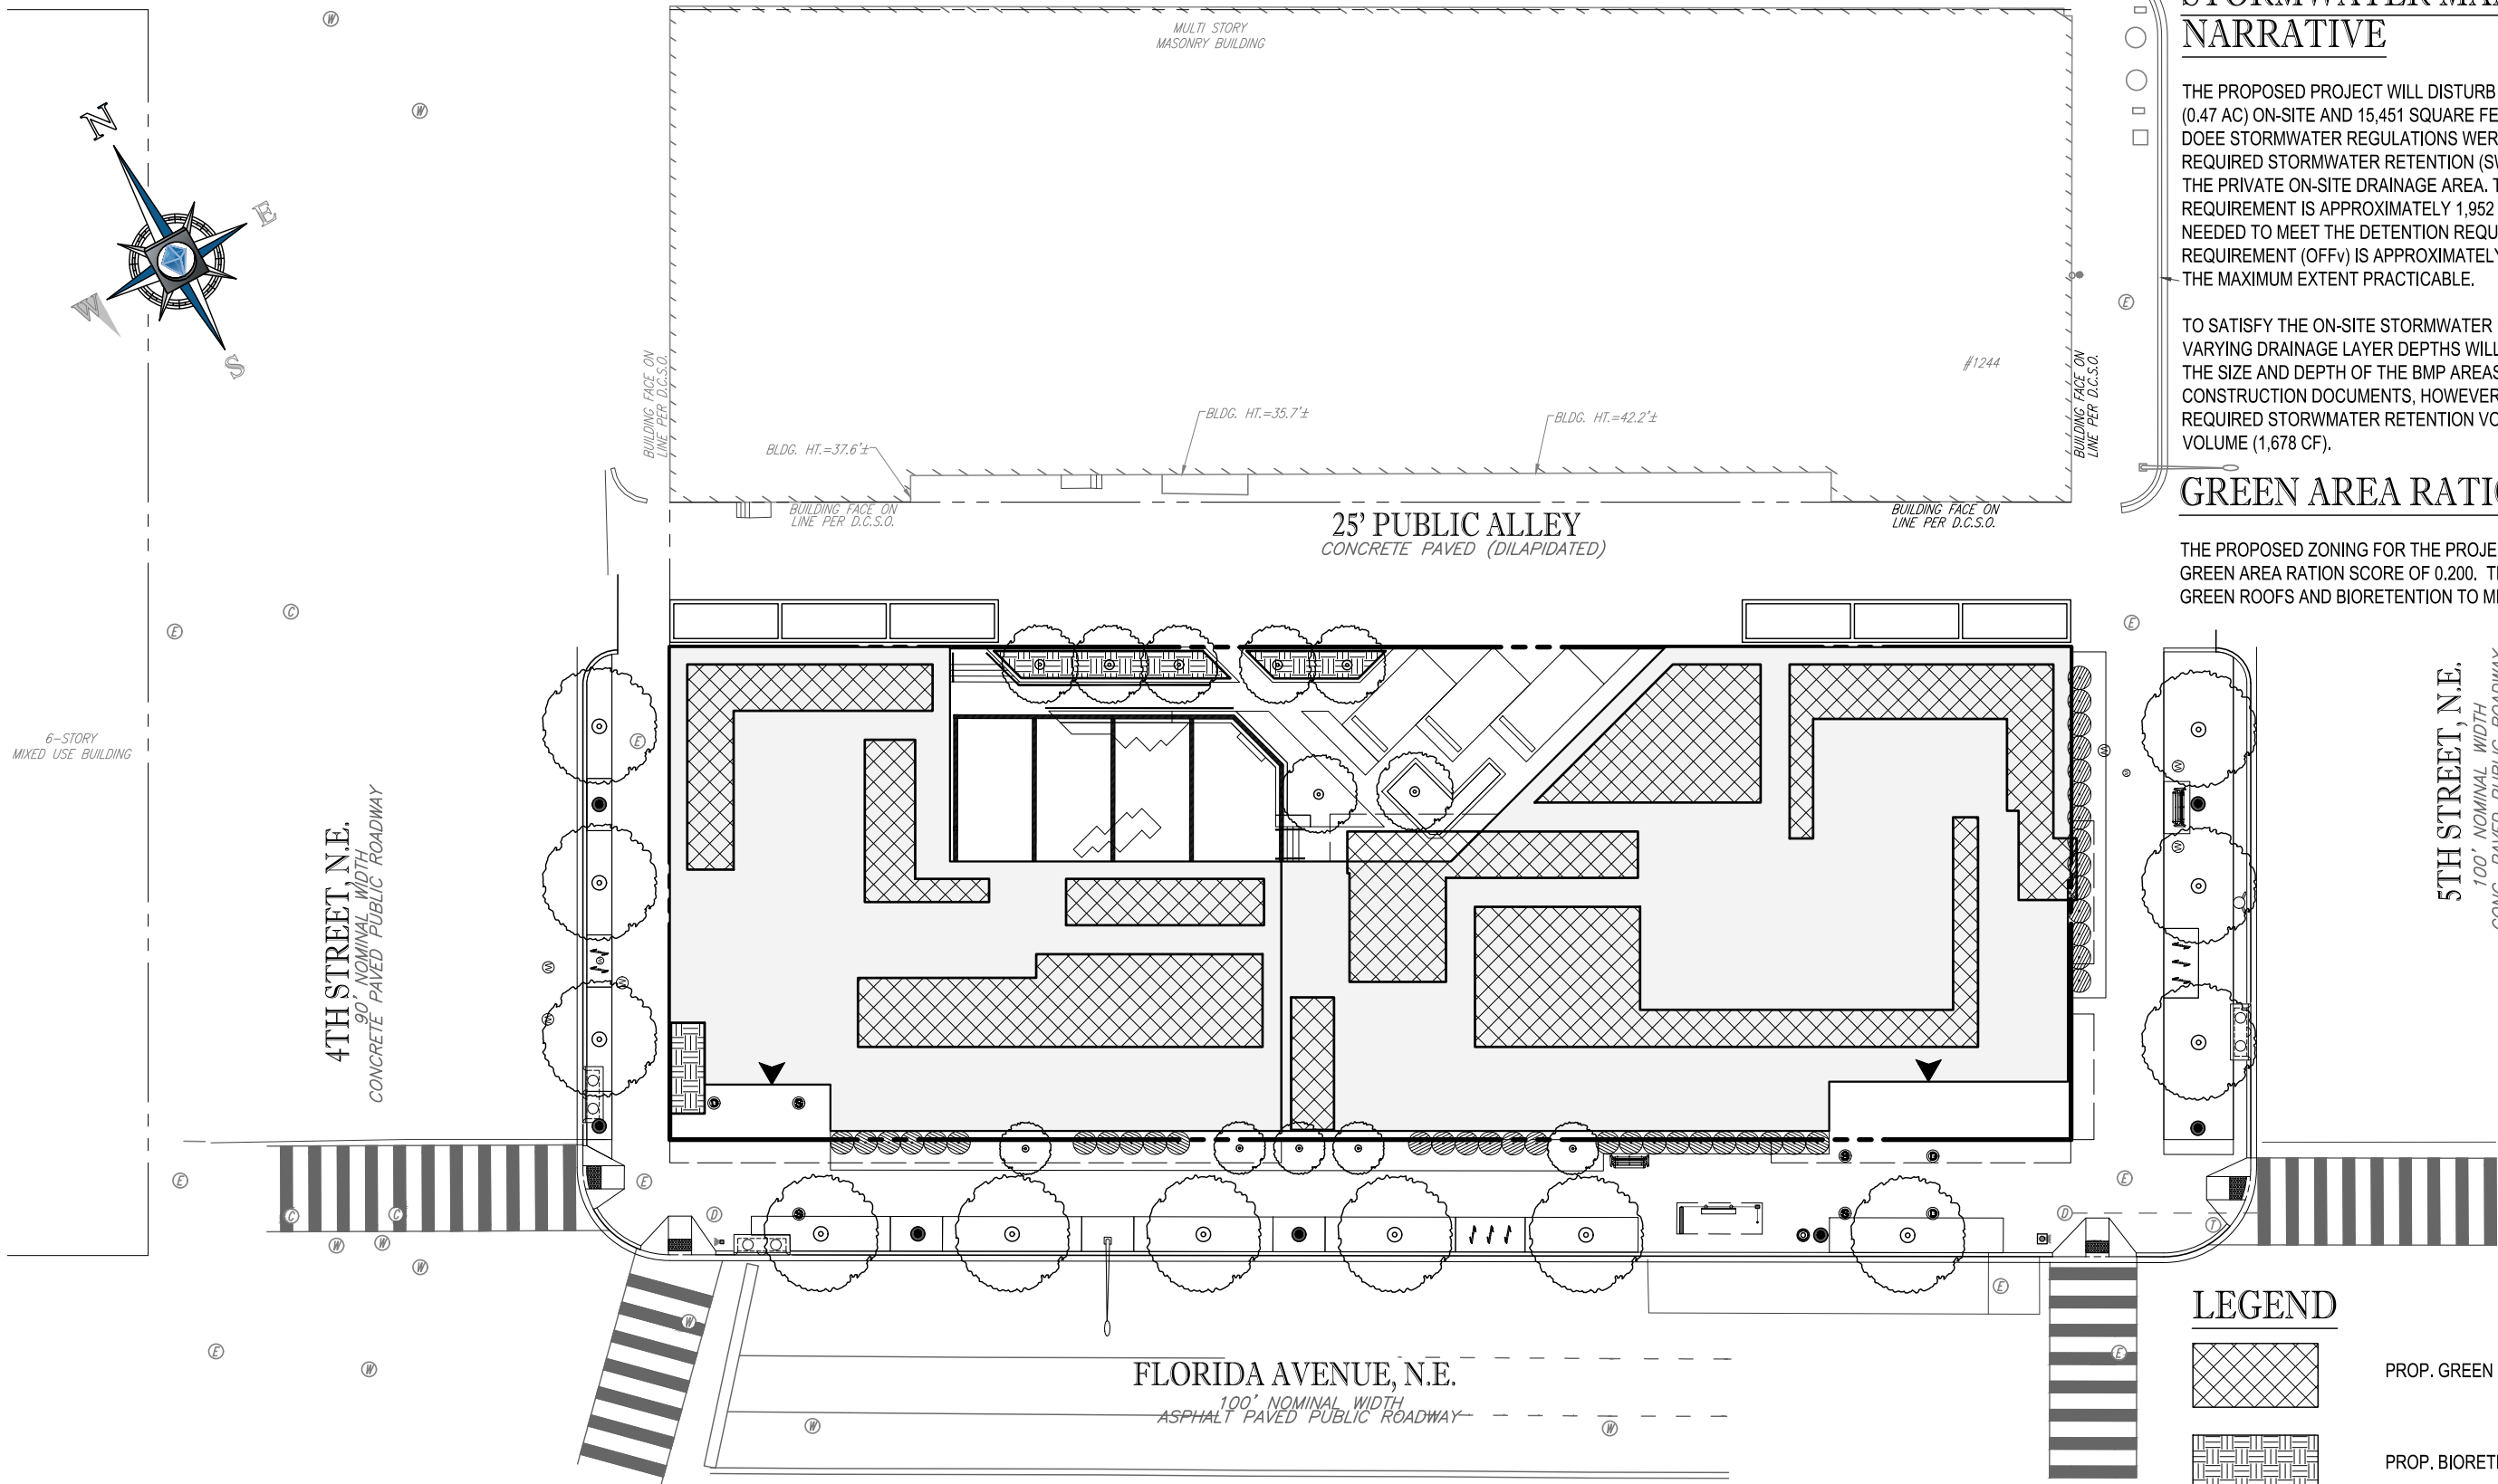 STORMWATER
NARRATIVE
THE PROPOSED PROJECT WILL DISTURB
(0.47 AC) ON-SITE AND 15,451 SQUARE
DOEE STORMWATER REGULATIONS
REQUIRED STORMWATER RETENTION
THE PRIVATE ON-SITE DRAINAGE AREA.
REQUIREMENT IS APPROXIMATELY 1,952
NEEDED TO MEET THE DETENTION
REQUIREMENT (OFFv) IS APPROXIMATELY
THE MAXIMUM EXTENT PRACTICABLE.
TO SATISFY THE ON-SITE STORMWATER
VARYING DRAINAGE LAYER DEPTHS WILL
THE SIZE AND DEPTH OF THE BMP AREAS
CONSTRUCTION DOCUMENTS, HOWEVER
REQUIRED STORWMATER RETENTION
VOLUME (1,678 CF).
GREEN AREA RATIO
THE PROPOSED ZONING FOR THE
GREEN AREA RATION SCORE OF 0.200.
GREEN ROOFS AND BIORETENTION TO
N
E
W
S
MULTI STORY
MASONRY BUILDING
#1244
BUILDING FACE ON
LINE PER D.C.S.O.
BUILDING FACE ON
LINE PER D.C.S.O.
BLDG. HT.=37.6'±
BLDG. HT.=35.7'±
BLDG. HT.=42.2'±
BUILDING FACE ON
LINE PER D.C.S.O.
BUILDING FACE ON
LINE PER D.C.S.O.
25' PUBLIC ALLEY
CONCRETE PAVED (DILAPIDATED)
6-STORY
MIXED USE BUILDING
4TH STREET, N.E.
90' NOMINAL WIDTH
CONCRETE PAVED PUBLIC ROADWAY
5TH STREET, N.E.
100' NOMINAL WIDTH
CONC. PAVED PUBLIC ROADWAY
FLORIDA AVENUE, N.E.
100' NOMINAL WIDTH
ASPHALT PAVED PUBLIC ROADWAY
LEGEND
PROP. GREEN
PROP.